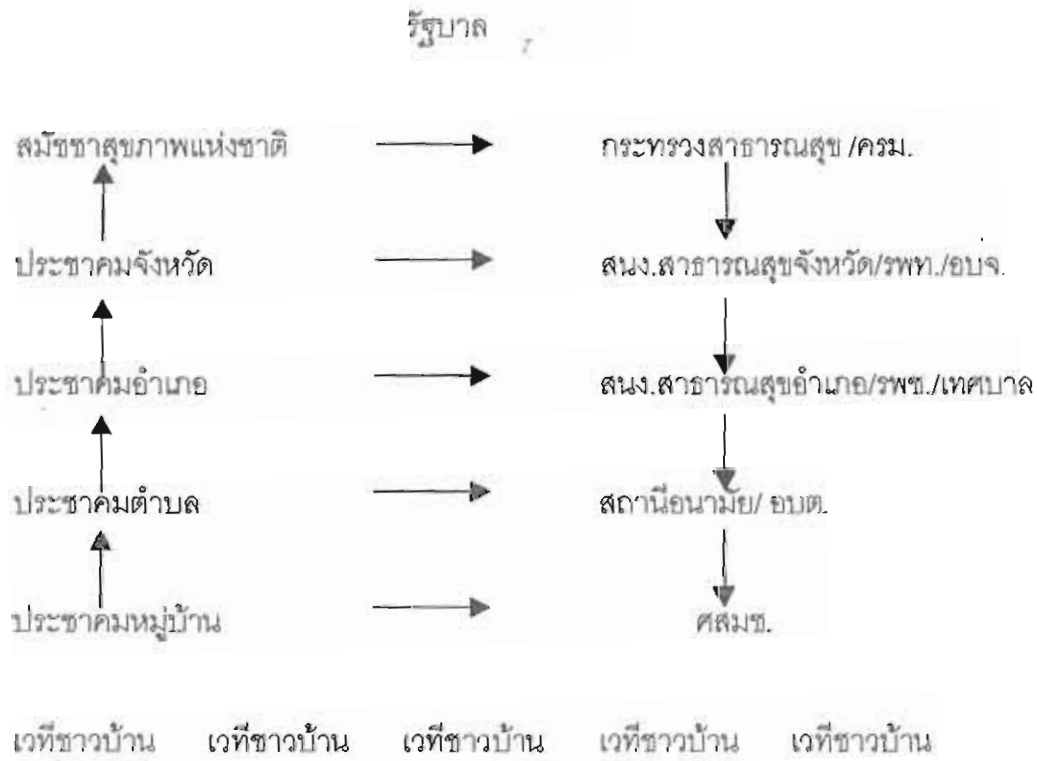 รัฐบาล
สมัชชาสุขภาพแห่งชาติ กระทรวงสาธารณสุข /ครม.
ประชาคมจังหวัด สนง.สาธารณสุขจังหวัด/รพท./อบจ.
ประชาคมอำเภอ สนง.สาธารณสุขอำเภอ/รพช./เทศบาล
ประชาคมตำบล สถานีอนามัย/ อบต.
ประชาคมหมู่บ้าน ศสมช.
เวทีชาวบ้าน เวทีชาวบ้าน เวทีชาวบ้าน เวทีชาวบ้าน เวทีชาวบ้าน